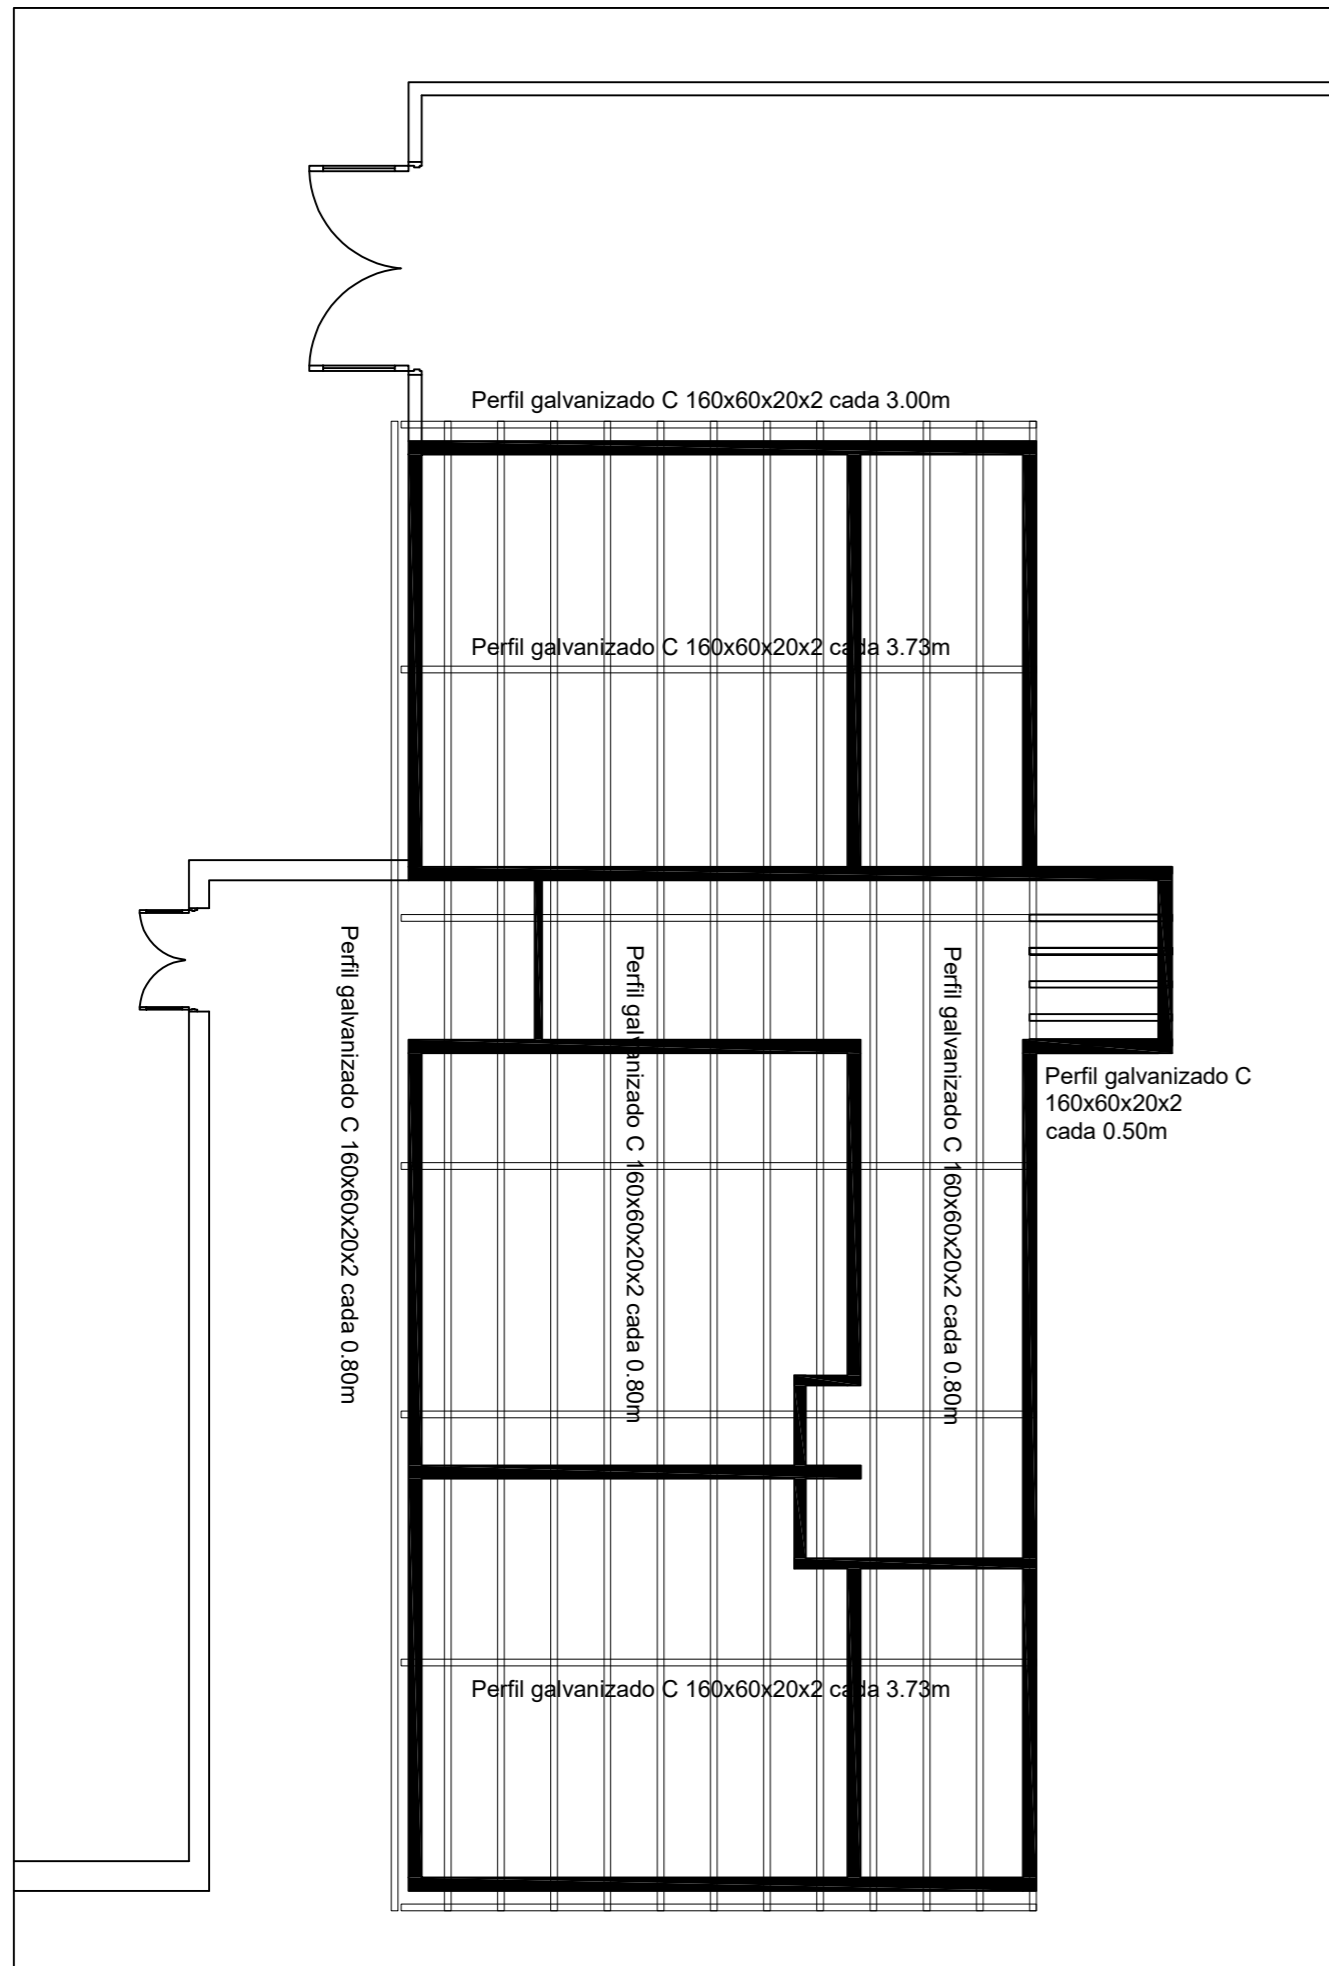 Perfil galvanizado C 160x60x20x2 cada 3.00m
Perfil galvanizado C 160x60x20x2 cada 3.73m
Perfil galvanizado C 160x60x20x2 cada 0.80m
Perfil galvanizado C 160x60x20x2 cada 0.80m
Perfil galvanizado C 160x60x20x2 cada 0.80m
Perfil galvanizado C
160x60x20x2
cada 0.50m
Perfil galvanizado C 160x60x20x2 cada 3.73m